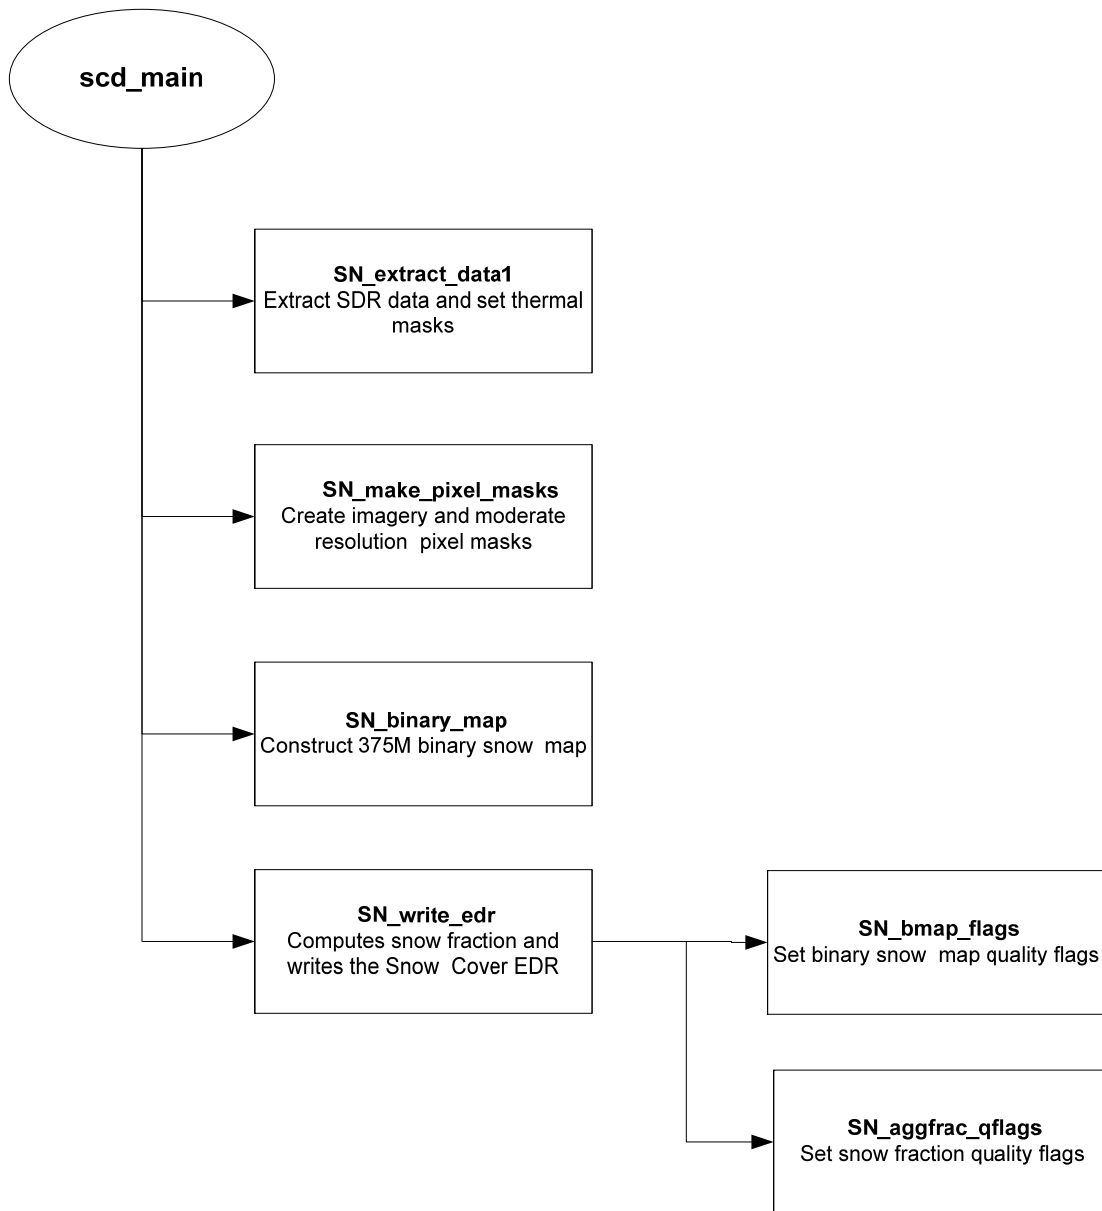 scd_main
SN_extract_data1
Extract SDR data and set thermal
masks
SN_make_pixel_masks
Create imagery and moderate
resolution pixel masks
SN_binary_map
Construct 375M binary snow map
SN_write_edr
Computes snow fraction and
writes the Snow Cover EDR
SN_bmap_flags
Set binary snow map quality flags
SN_aggfrac_qflags
Set snow fraction quality flags